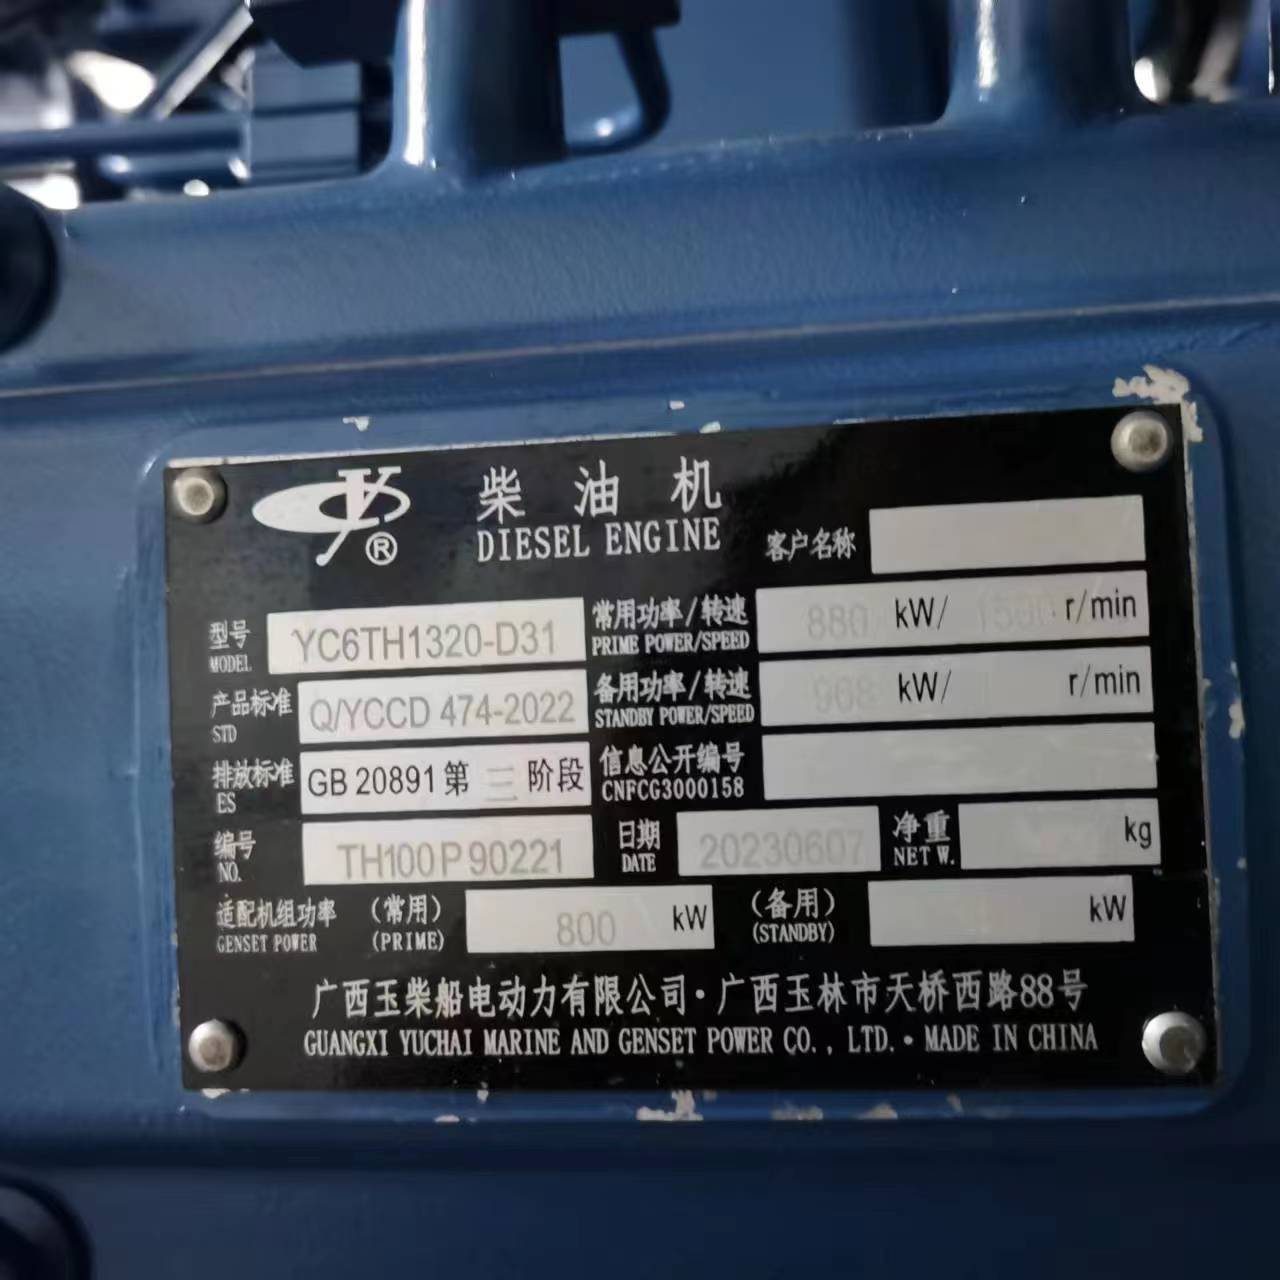 柴油机
DIESEL ENGINE
客户名称
型号 YC6TH1320-D31
MODEL
常用功率/转速 880 kW/ 1500 r/min
PRIME POWER/SPEED
产品标准 Q/YCCD 474-2022
STD
备用功率/转速 968 kW/ r/min
STANDBY POWER/SPEED
排放标准 GB 20891 第 三 阶段
ES
信息公开编号
CNFCG3000158
编号 TH100P90221
NO.
日期 20230607
DATE
净重 kg
NET W.
适配机组功率 (常用) 800 kW (备用) kW
GENSET POWER (PRIME) (STANDBY)
广西玉柴船电动力有限公司·广西玉林市天桥西路88号
GUANGXI YUCHAI MARINE AND GENSET POWER CO., LTD.·MADE IN CHINA